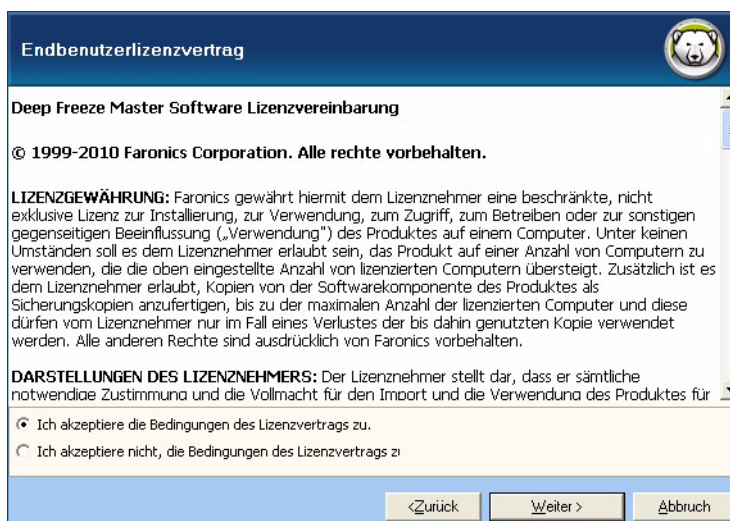 Endbenutzerlizenzvertrag
Deep Freeze Master Software Lizenzvereinbarung
© 1999-2010 Faronics Corporation. Alle rechte vorbehalten.
LIZENZGEWÄHRUNG: Faronics gewährt hiermit dem Lizenznehmer eine beschränkte, nicht
exklusive Lizenz zur Installierung, zur Verwendung, zum Zugriff, zum Betreiben oder zur sonstigen
gegenseitigen Beeinflussung („Verwendung") des Produktes auf einem Computer. Unter keinen
Umständen soll es dem Lizenznehmer erlaubt sein, das Produkt auf einer Anzahl von Computern zu
verwenden, die die oben eingestellte Anzahl von lizenzierten Computern übersteigt. Zusätzlich ist es
dem Lizenznehmer erlaubt, Kopien von der Softwarekomponente des Produktes als
Sicherungskopien anzufertigen, bis zu der maximalen Anzahl der lizenzierten Computer und diese
dürfen vom Lizenznehmer nur im Fall eines Verlustes der bis dahin genutzten Kopie verwendet
werden. Alle anderen Rechte sind ausdrücklich von Faronics vorbehalten.
DARSTELLUNGEN DES LIZENZNEHMERS: Der Lizenznehmer stellt dar, dass er sämtliche
notwendige Zustimmung und die Vollmacht für den Import und die Verwendung des Produktes für
Ich akzeptiere die Bedingungen des Lizenzvertrags zu.
Ich akzeptiere nicht, die Bedingungen des Lizenzvertrags
<Zurück Weiter > Abbruch